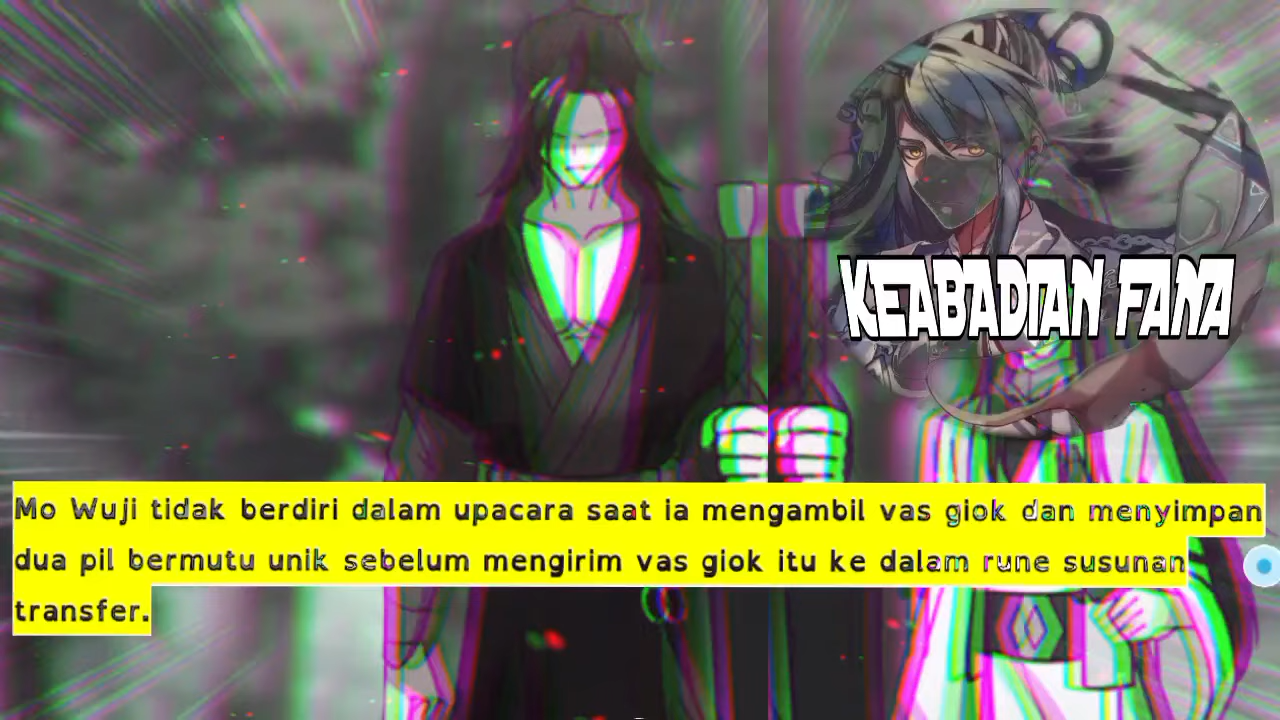 KEABADIAN FANA
Mo Wuji tidak berdiri dalam upacara saat ia mengambil vas giok dan menyimpan
dua pil bermutu unik sebelum mengirim vas giok itu ke dalam rune susunan
transfer.